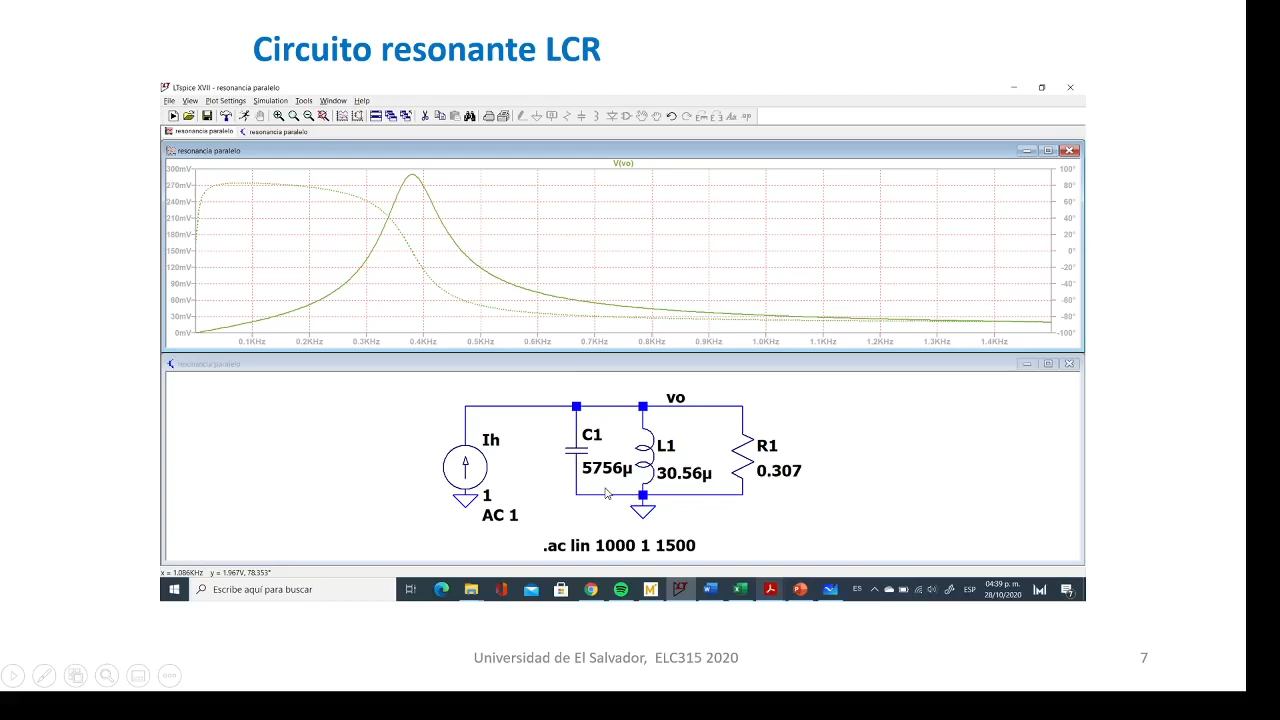 Circuito resonante LCR
LTspice XVII - resonancia paralelo
File View Plot Settings Simulation Tools Window Help
resonancia paralelo resonancia paralelo
resonancia paralelo
V(vo)
300mV 100°
270mV 80°
240mV 60°
210mV 40°
180mV 20°
150mV 0°
120mV -20°
90mV -40°
60mV -60°
30mV -80°
0mV -100°
0.1KHz 0.2KHz 0.3KHz 0.4KHz 0.5KHz 0.6KHz 0.7KHz 0.8KHz 0.9KHz 1.0KHz 1.1KHz 1.2KHz 1.3KHz 1.4KHz
resonancia paralelo
vo
Ih C1 L1 R1
5756µ 30.56µ 0.307
1
AC 1
.ac lin 1000 1 1500
x = 1.086KHz y = 1.967V, 78.353°
Escribe aquí para buscar
ES ESP 04:39 p. m.
28/10/2020
7
Universidad de El Salvador, ELC315 2020 7